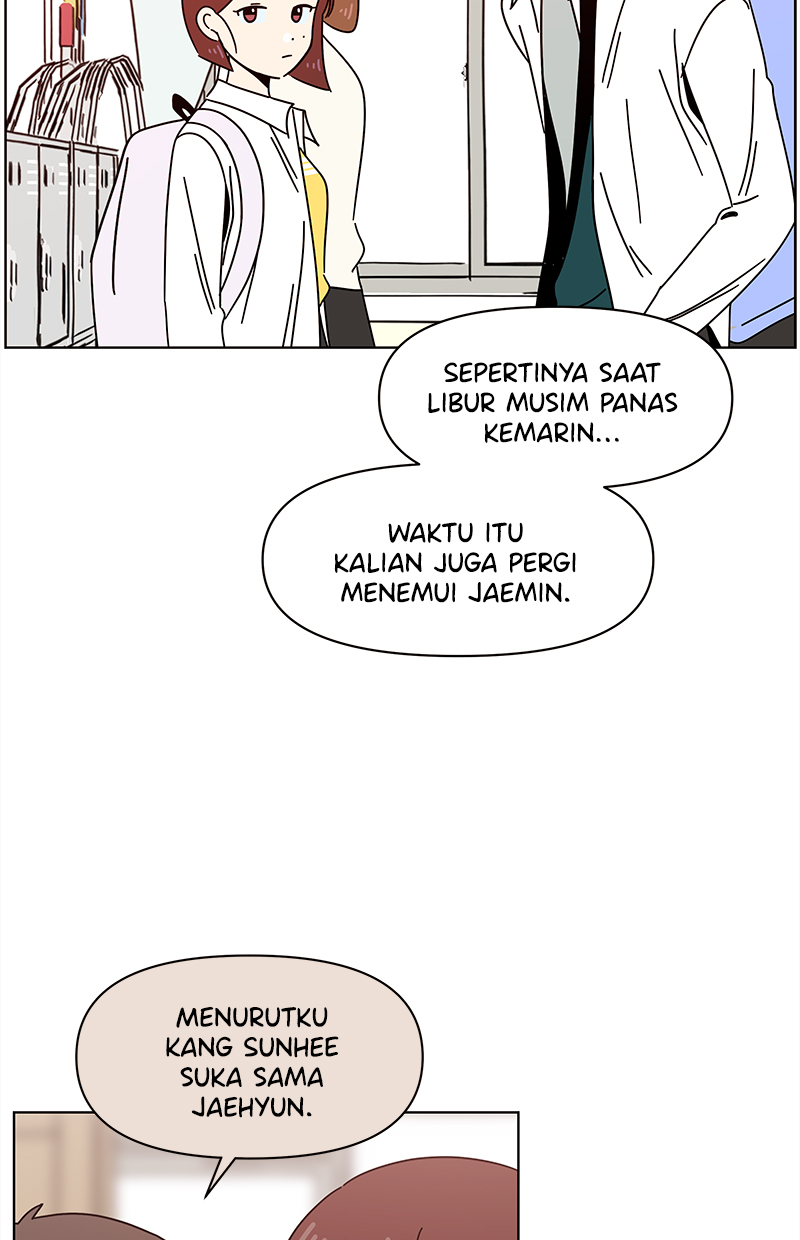 SEPERTINYA SAAT
LIBUR MUSIM PANAS
KEMARIN...
WAKTU ITU
KALIAN JUGA PERGI
MENEMUI JAEMIN.
MENURUTKU
KANG SUNHEE
SUKA SAMA
JAEHYUN.